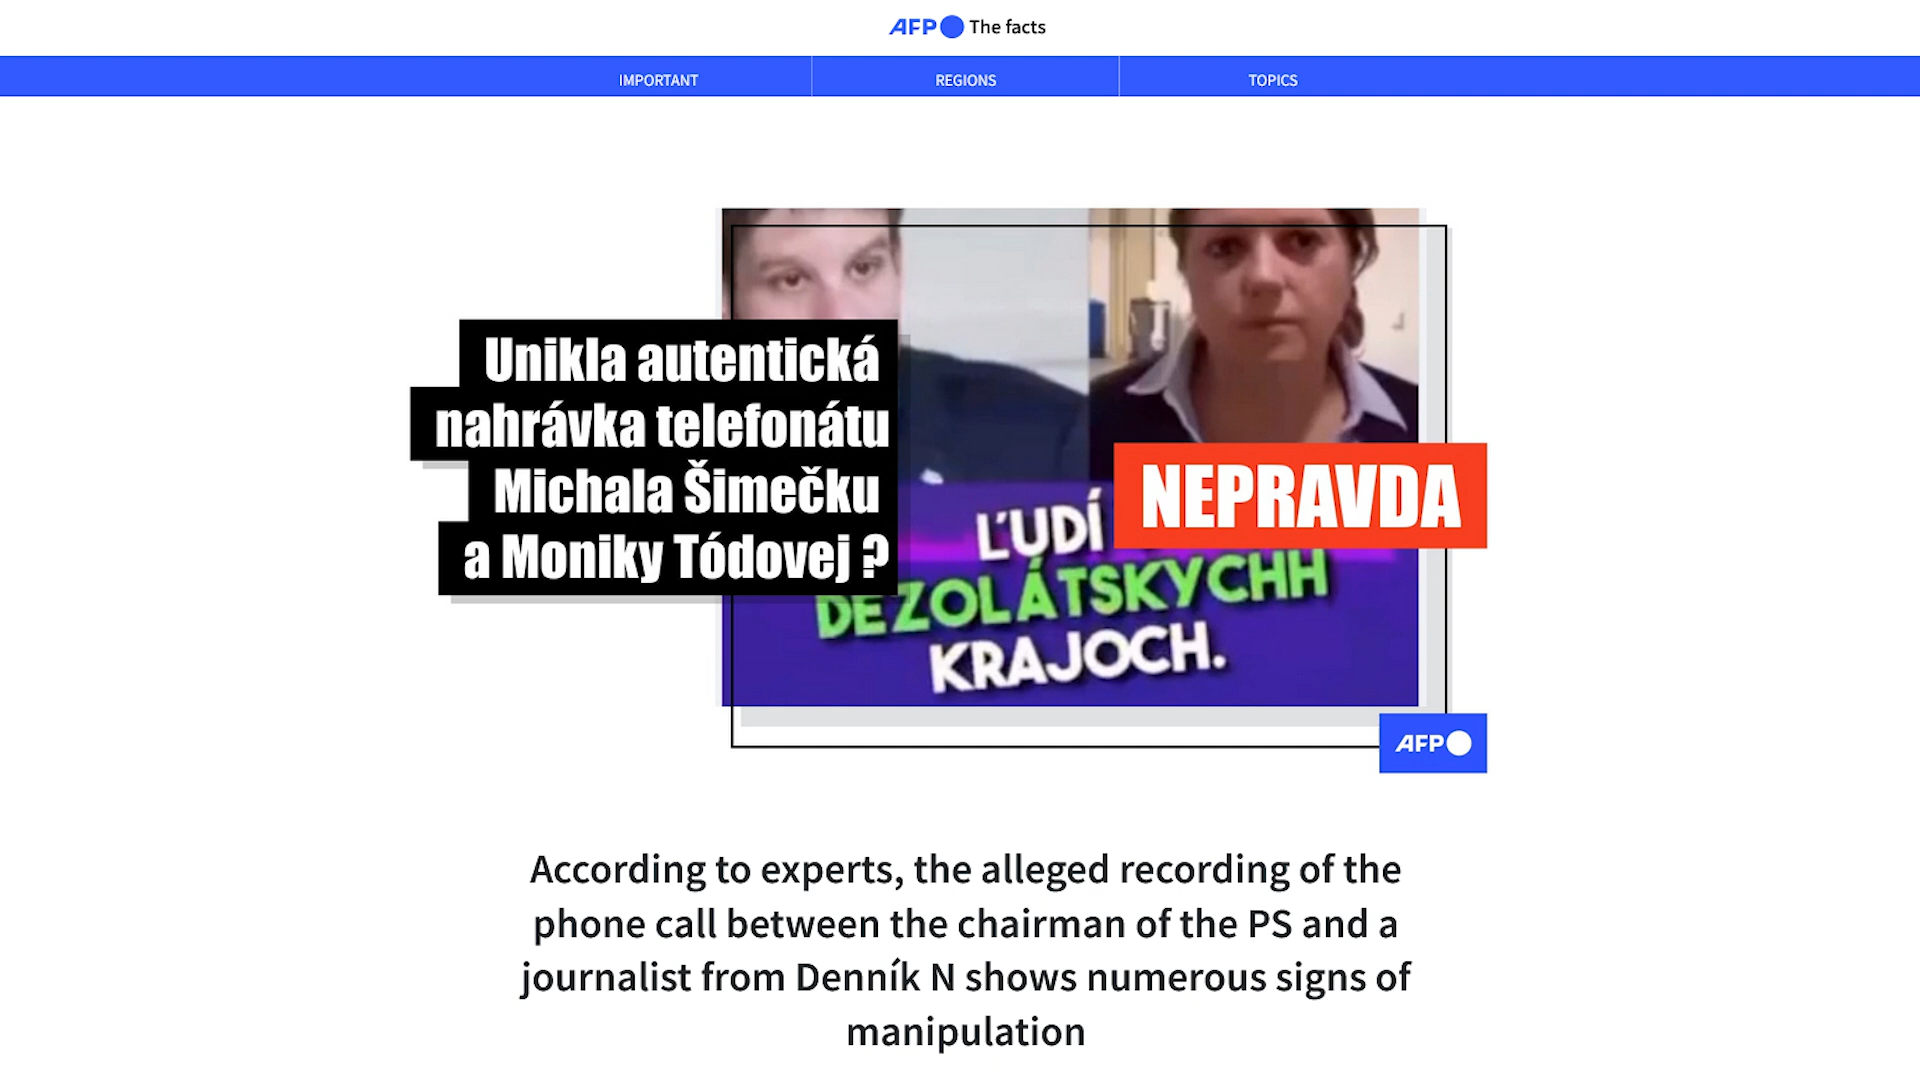 AFP The facts
IMPORTANT
REGIONS
TOPICS
Unikla autentická
nahrávka telefonátu
Michala Šimečku
a Moniky Tódovej ?
NEPRAVDA
ĽUDÍ
DEZOLÁTSKYCHH
KRAJOCH.
AFP
According to experts, the alleged recording of the
phone call between the chairman of the PS and a
journalist from Denník N shows numerous signs of
manipulation